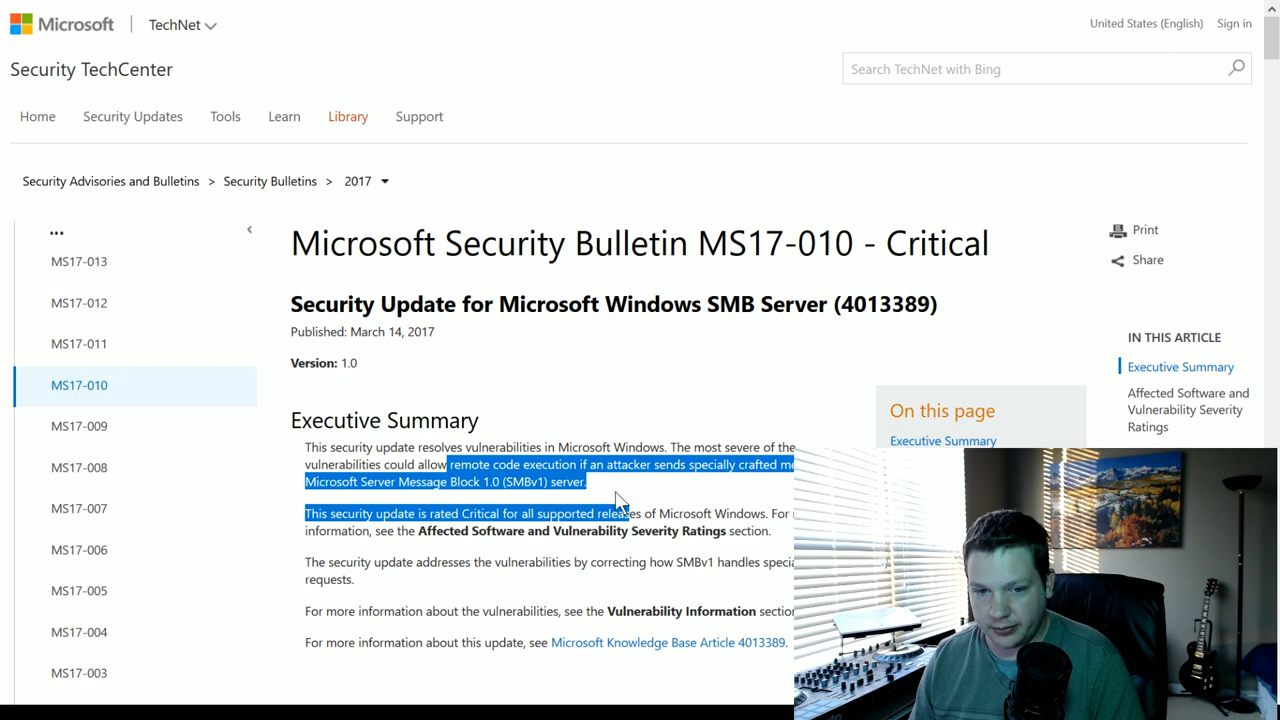 Microsoft
TechNet
United States (English)
Sign in
Security TechCenter
Search TechNet with Bing
Home
Security Updates
Tools
Learn
Library
Support
Security Advisories and Bulletins > Security Bulletins > 2017
...
MS17-013
MS17-012
MS17-011
MS17-010
MS17-009
MS17-008
MS17-007
MS17-006
MS17-005
MS17-004
MS17-003
Microsoft Security Bulletin MS17-010 - Critical
Security Update for Microsoft Windows SMB Server (4013389)
Published: March 14, 2017
Version: 1.0
Executive Summary
This security update resolves vulnerabilities in Microsoft Windows. The most severe of the
vulnerabilities could allow remote code execution if an attacker sends specially crafted
Microsoft Server Message Block 1.0 (SMBv1) server.
This security update is rated Critical for all supported releases of Microsoft Windows. For
information, see the Affected Software and Vulnerability Severity Ratings section.
The security update addresses the vulnerabilities by correcting how SMBv1 handles
requests.
For more information about the vulnerabilities, see the Vulnerability Information
For more information about this update, see Microsoft Knowledge Base Article 4013389.
On this page
Executive Summary
Print
Share
IN THIS ARTICLE
Executive Summary
Affected Software and
Vulnerability Severity
Ratings